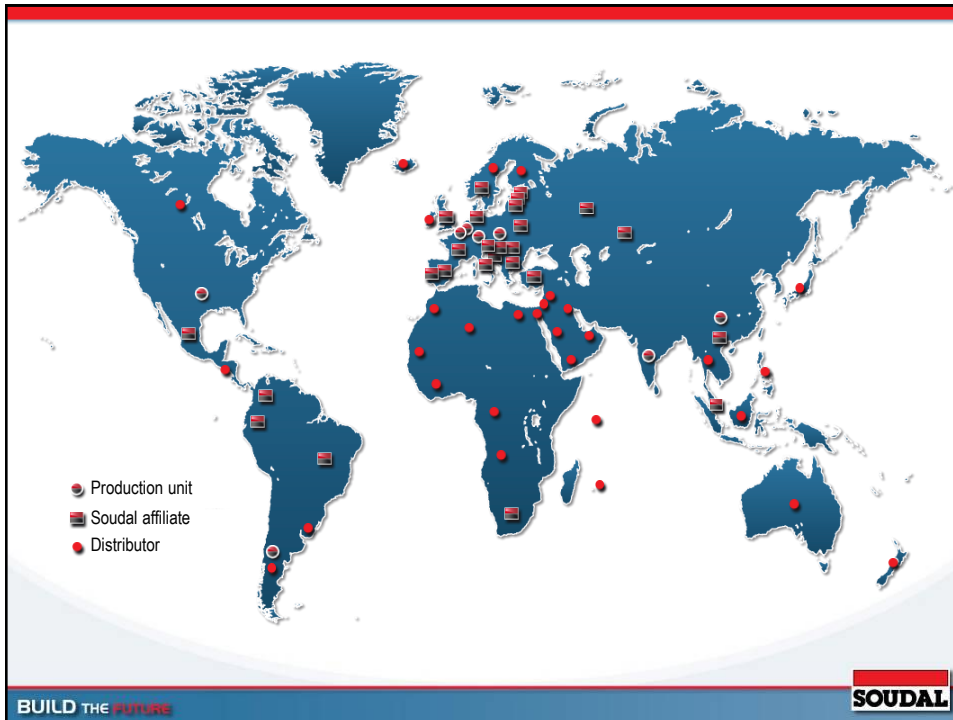 Production unit
Soudal affiliate
Distributor
BUILD THE FUTURE
SOUDAL